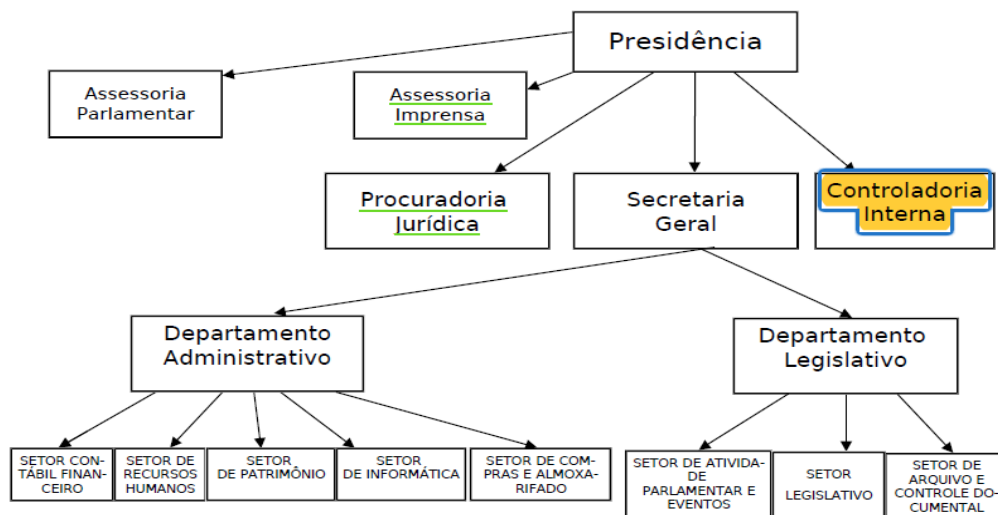 Presidência
Assessoria
Parlamentar
Assessoria
Imprensa
Procuradoria
Jurídica
Secretaria
Geral
Controladoria
Interna
Departamento
Administrativo
Departamento
Legislativo
SETOR CON-
TÁBIL FINAN-
CEIRO
SETOR DE
RECURSOS
HUMANOS
SETOR
DE PATRIMÔNIO
SETOR
DE INFORMÁTICA
SETOR DE COM-
PRAS E ALMOXA-
RIFADO
SETOR DE ATIVIDA-
DE
PARLAMENTAR E
EVENTOS
SETOR
LEGISLATIVO
SETOR DE
ARQUIVO E
CONTROLE DO-
CUMENTAL